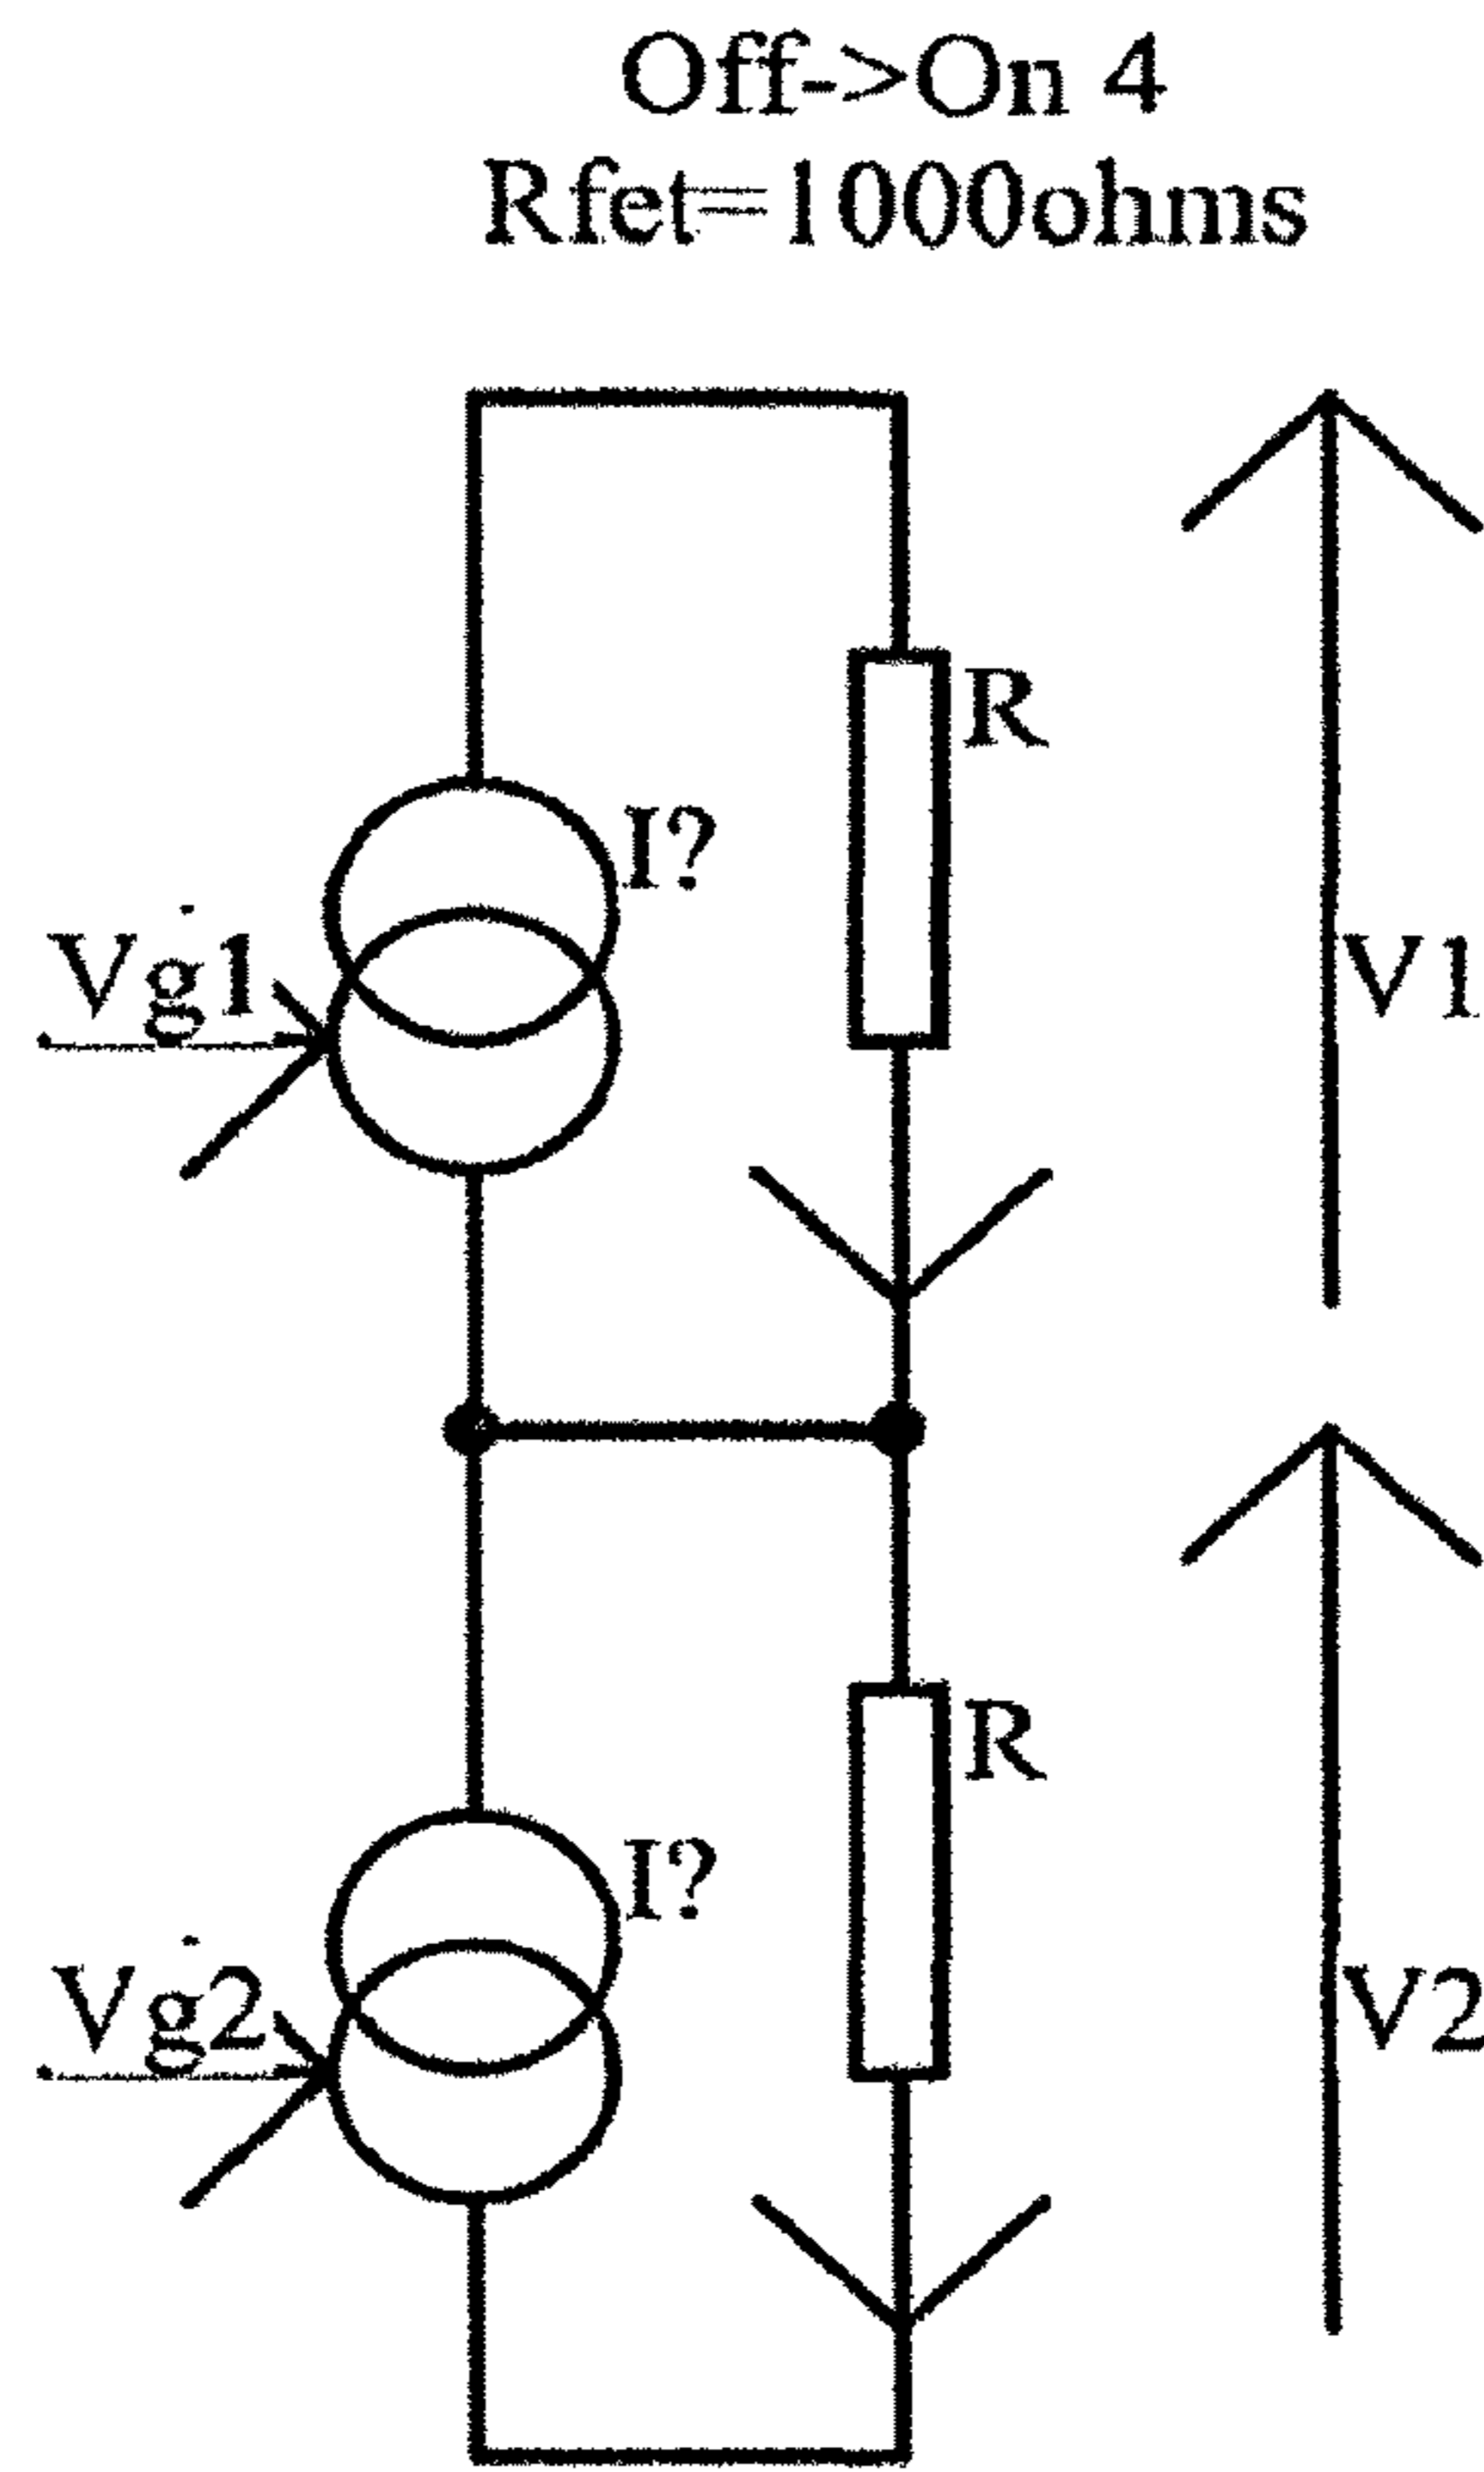 Off->On 4
Rfet=1000ohms
R
I?
Vg1
V1
R
I?
Vg2
V2